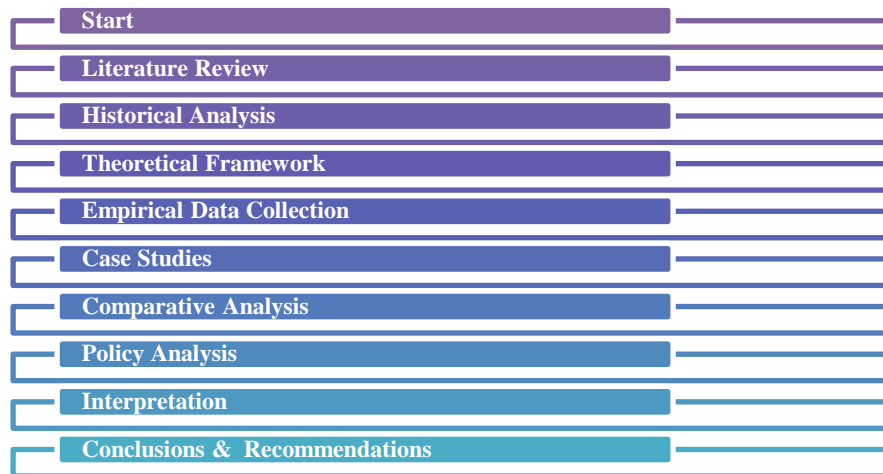 Start
Literature Review
Historical Analysis
Theoretical Framework
Empirical Data Collection
Case Studies
Comparative Analysis
Policy Analysis
Interpretation
Conclusions & Recommendations